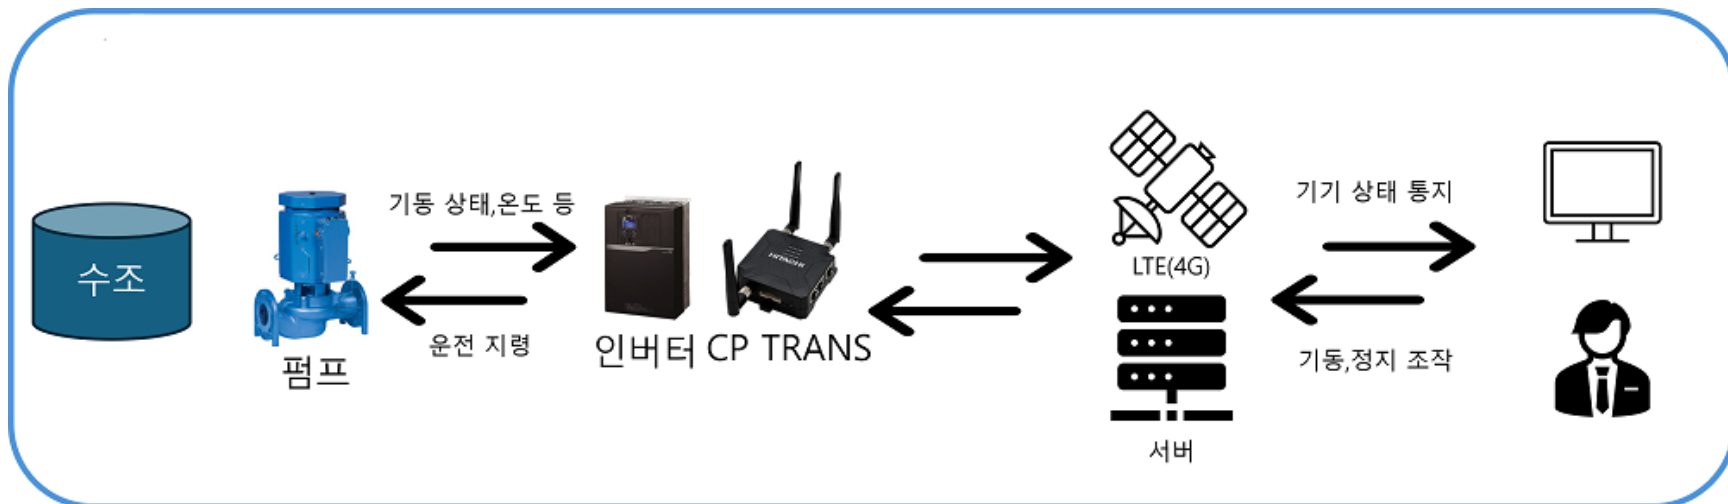 수조
펌프
기동 상태,온도 등
운전 지령
HITACHI
인버터 CP TRANS
LTE(4G)
서버
기기 상태 통지
기동,정지 조작